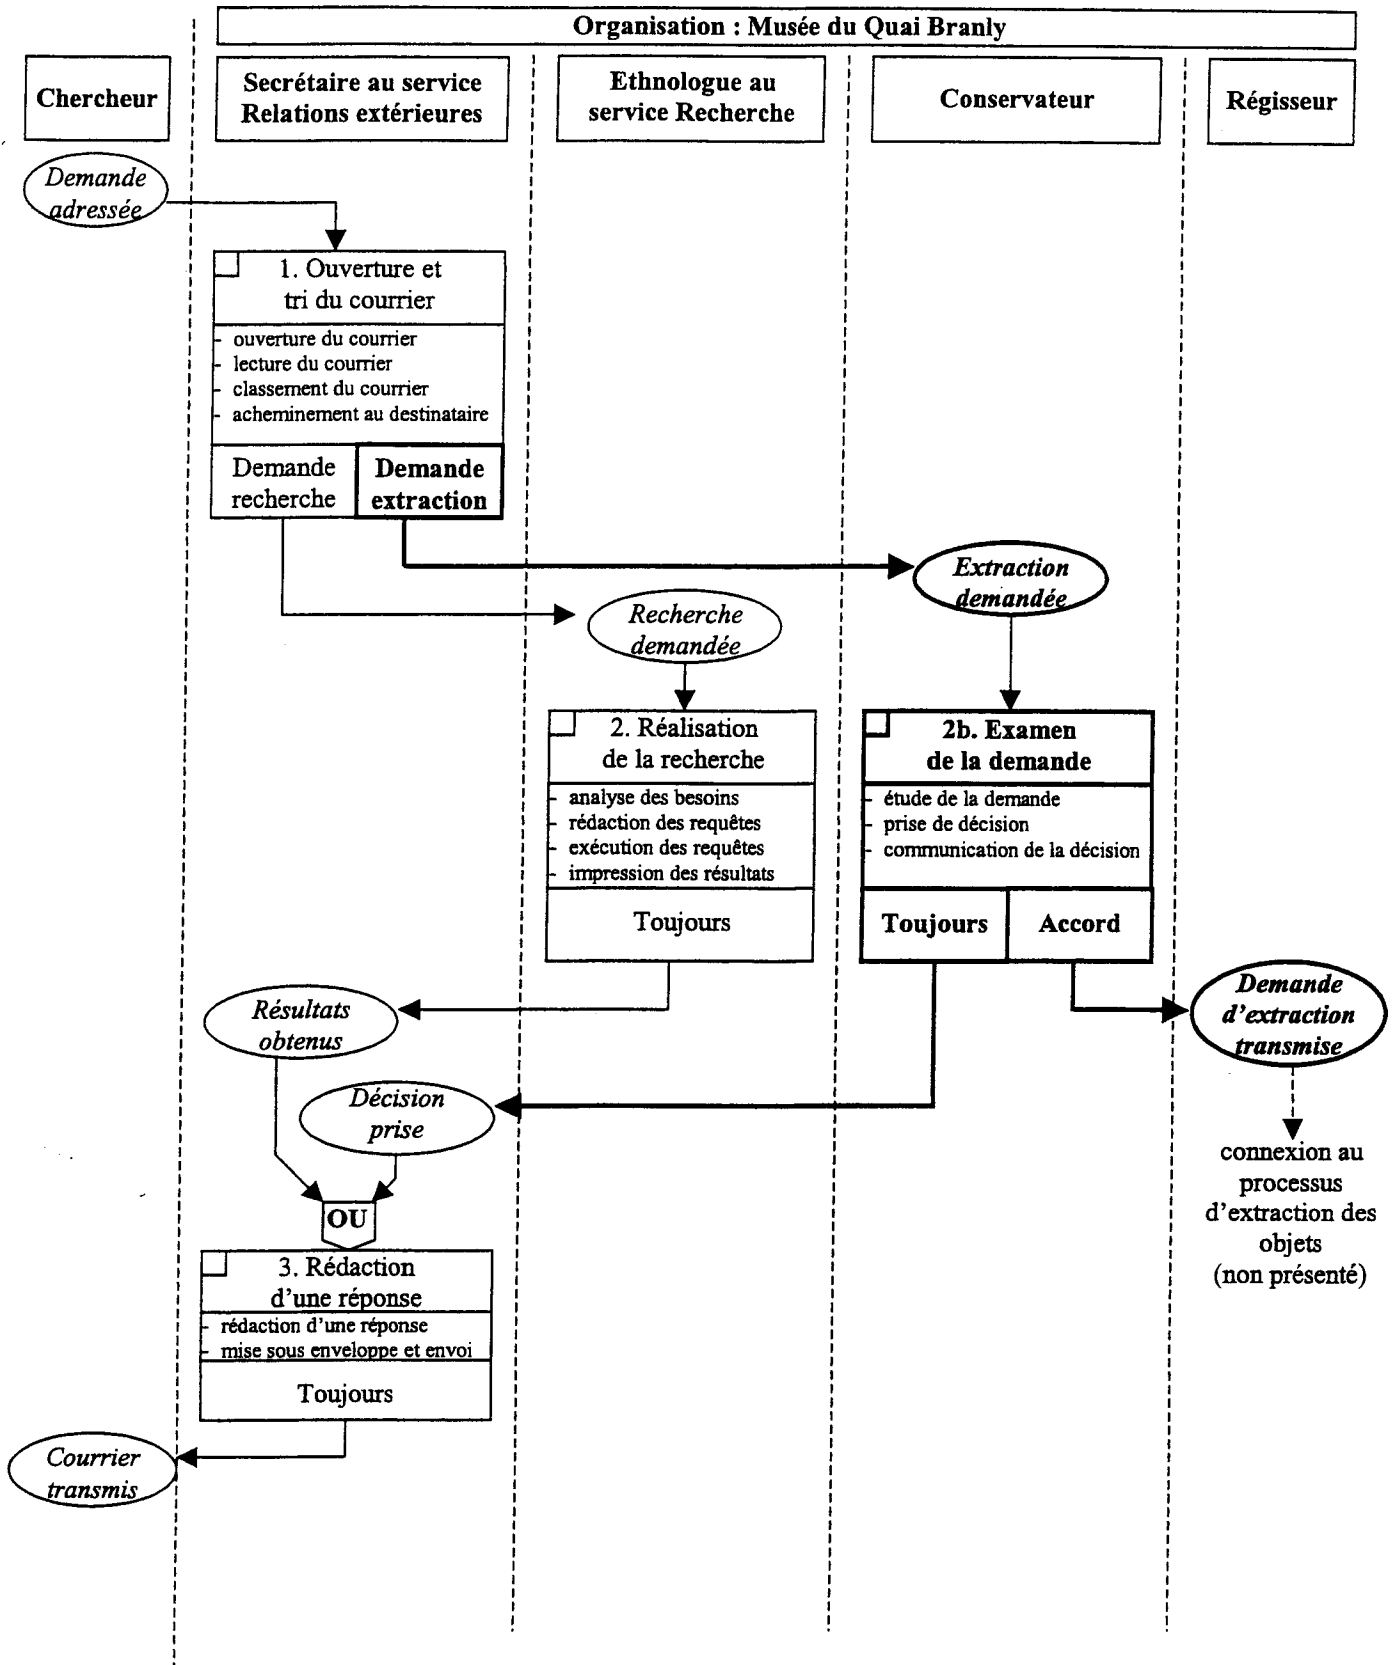 Organisation : Musée du Quai Branly
Chercheur
Secrétaire au service
Relations extérieures
Ethnologue au
service Recherche
Conservateur
Régisseur
Demande
adressée
1. Ouverture et
tri du courrier
- ouverture du courrier
- lecture du courrier
- classement du courrier
- acheminement au destinataire
Demande
recherche
Demande
extraction
Extraction
demandée
Recherche
demandée
2. Réalisation
de la recherche
- analyse des besoins
- rédaction des requêtes
- exécution des requêtes
- impression des résultats
Toujours
2b. Examen
de la demande
- étude de la demande
- prise de décision
- communication de la décision
Toujours
Accord
Résultats
obtenus
Demande
d'extraction
transmise
Décision
prise
connexion au
processus
d'extraction des
objets
(non présenté)
OU
3. Rédaction
d'une réponse
- rédaction d'une réponse
- mise sous enveloppe et envoi
Toujours
Courrier
transmis